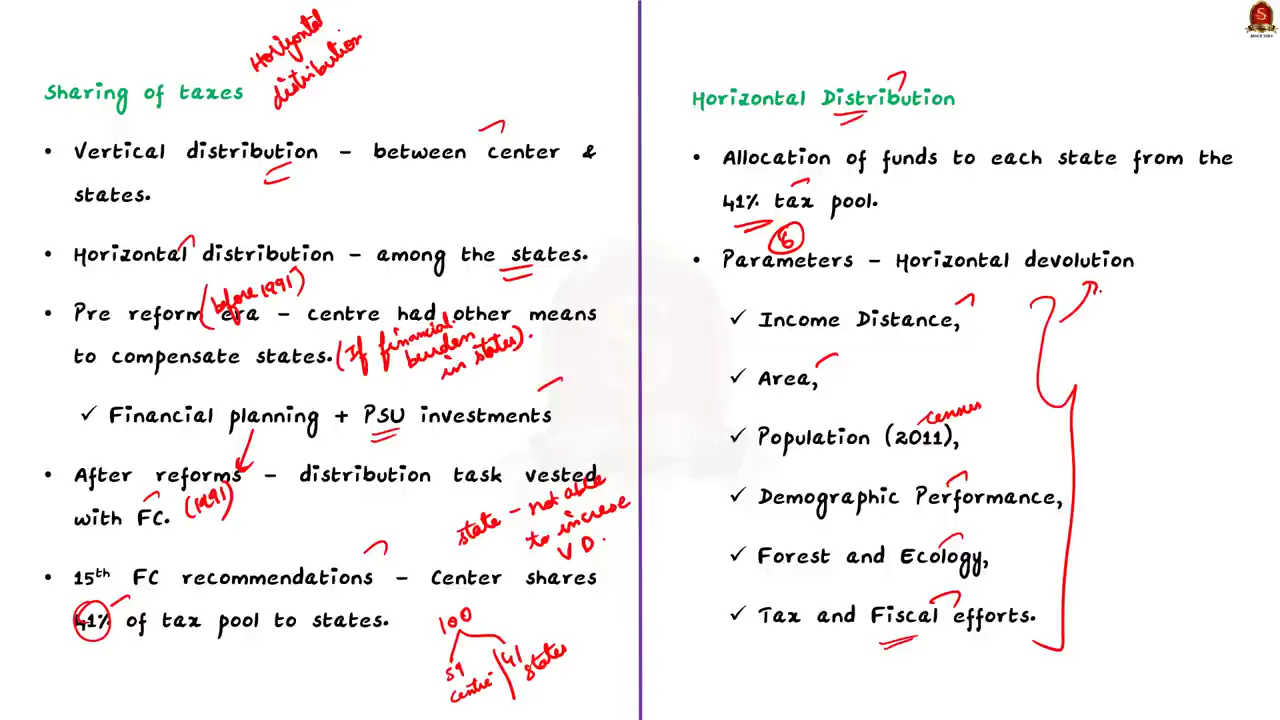 Horizontal
distribution
Sharing of taxes
• Vertical distribution – between center &
states.
• Horizontal distribution – among the states.
(before 1991)
• Pre reform era – centre had other means
to compensate states. (If financial
burden
in states).
✓ Financial planning + PSU investments
• After reforms – distribution task vested
with FC. (1991)
state – not able
to increse
V D.
• 15th FC recommendations – Center shares
41% of tax pool to states.
100
59 41
centre states
Horizontal Distribution
• Allocation of funds to each state from the
41% tax pool.
6
• Parameters – Horizontal devolution
✓ Income Distance,
✓ Area,
census
✓ Population (2011),
✓ Demographic Performance,
✓ Forest and Ecology,
✓ Tax and Fiscal efforts.
S